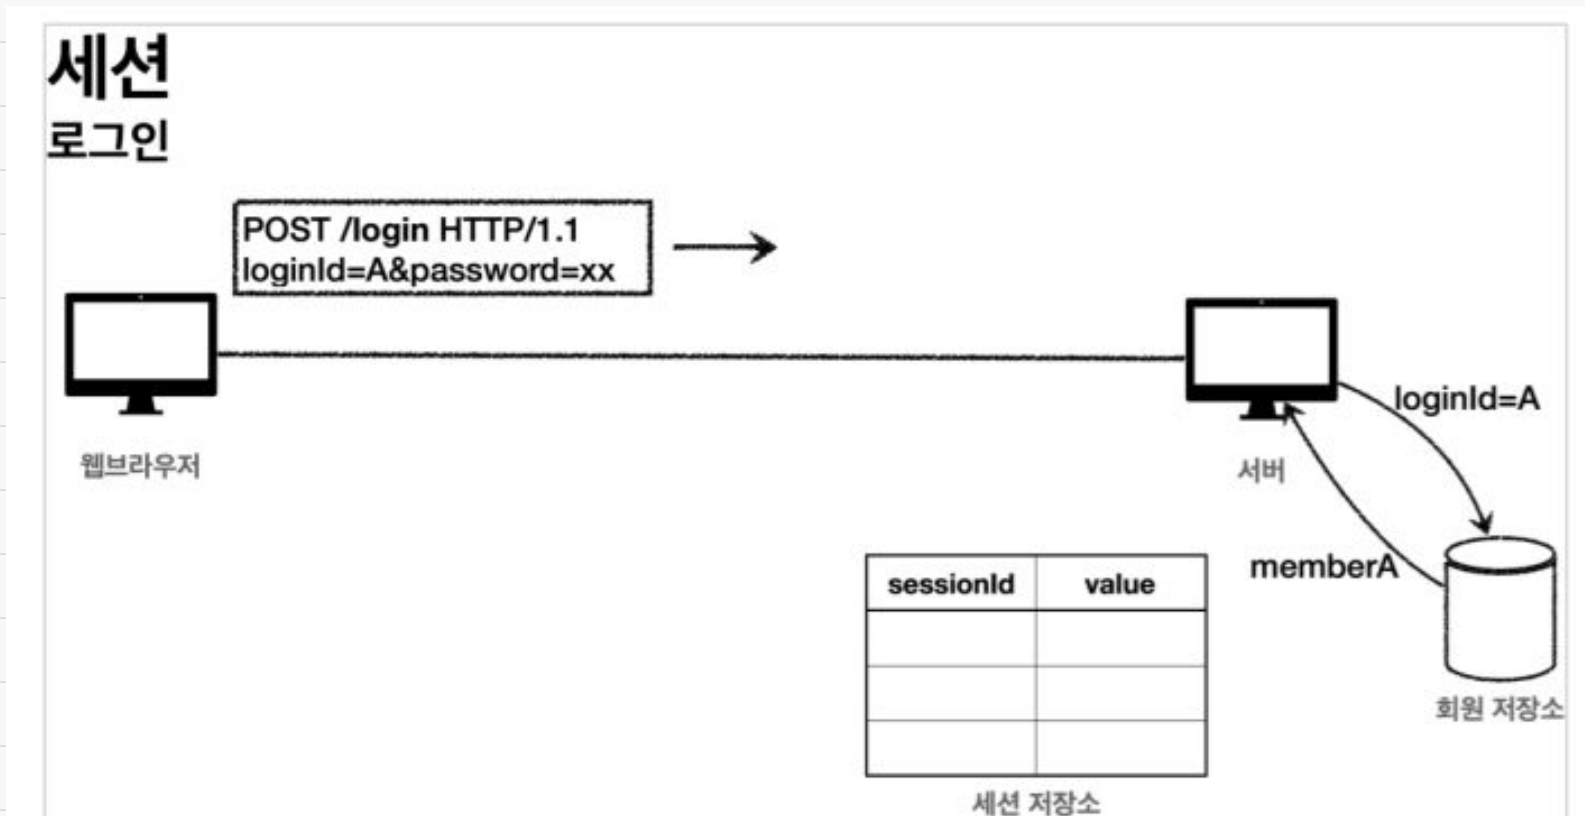 세션
로그인
POST /login HTTP/1.1
loginId=A&password=xx
웹브라우저
서버
loginId=A
memberA
회원 저장소
sessionId value
세션 저장소